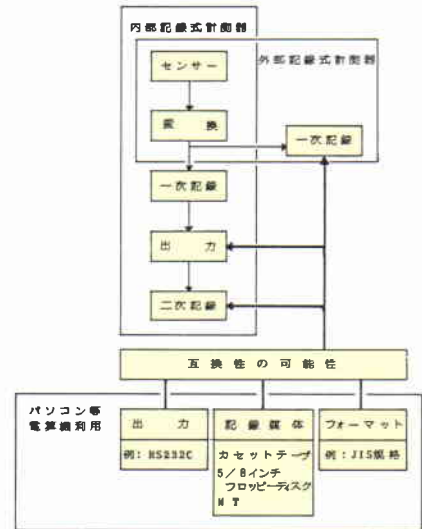 内部記録式計測器
外部記録式計測器
センサー
変 換
一次記録
一次記録
出 力
二次記録
互換性の可能性
パソコン等
電算機利用
出 力
例：RS232C
記録媒体
カセットテープ
5／8インチ
フロッピーディスク
MT
フォーマット
例：JIS規格